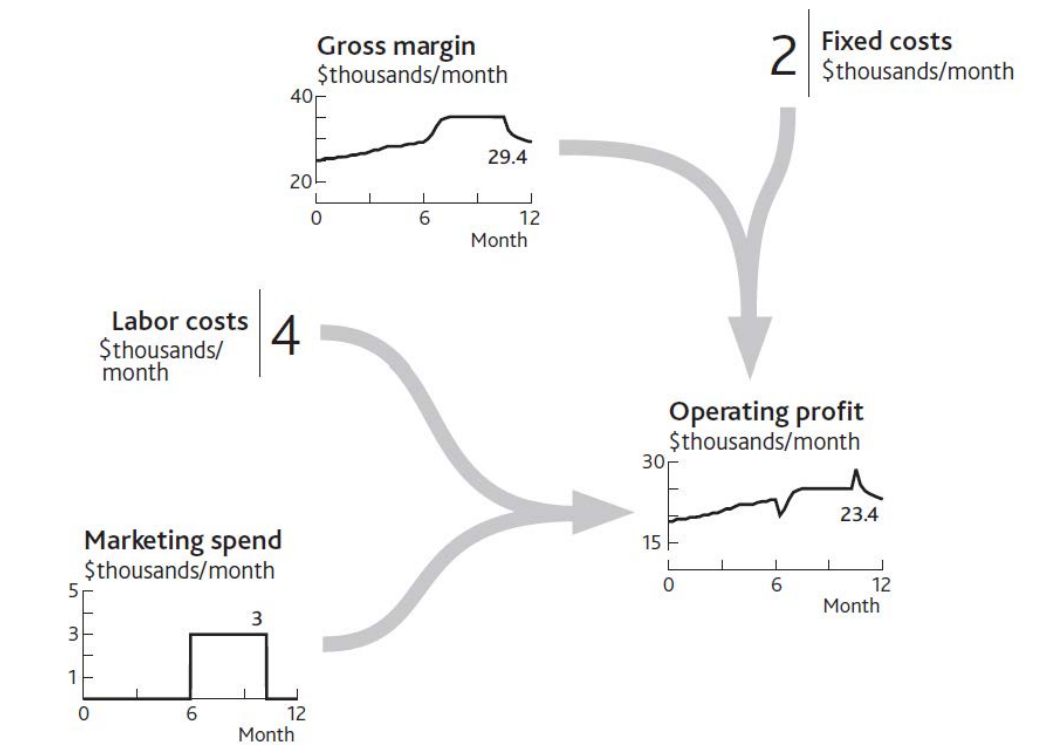 Gross margin
$thousands/month
40
20
29.4
0 6 12
Month
2
Fixed costs
$thousands/month
Labor costs
$thousands/
month
4
Operating profit
$thousands/month
30
15
23.4
0 6 12
Month
Marketing spend
$thousands/month
5
3
1
3
0 6 12
Month